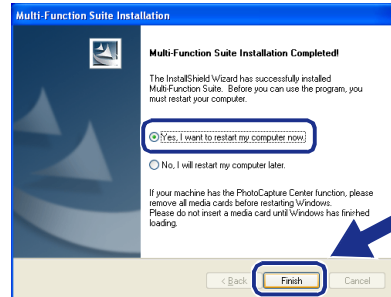 Multi-Function Suite Installation
Multi-Function Suite Installation Completed!
The InstallShield Wizard has successfully installed
Multi-Function Suite. Before you can use the program, you
must restart your computer.
Yes, I want to restart my computer now.
No, I will restart my computer later.
If your machine has the PhotoCapture Center function, please
remove all media cards before restarting Windows.
Please do not insert a media card until Windows has finished
loading.
< Back
Finish
Cancel